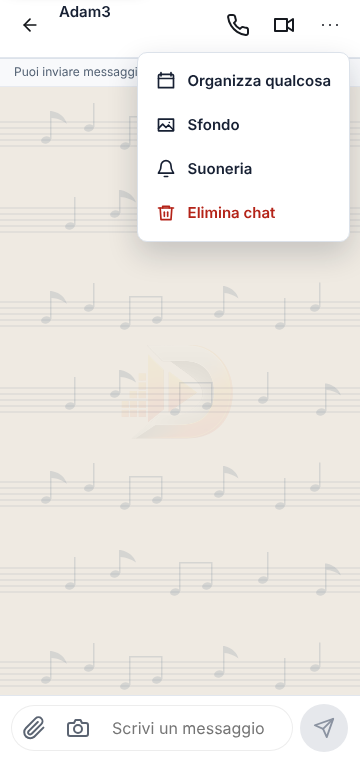 Adam3
Puoi inviare messaggi
Organizza qualcosa
Sfondo
Suoneria
Elimina chat
Scrivi un messaggio